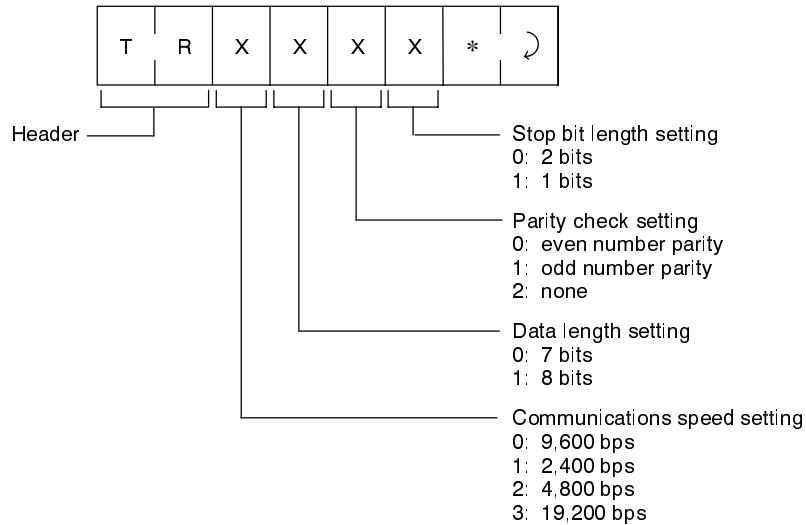 T R X X X X * ⤸
Header
Stop bit length setting
0: 2 bits
1: 1 bits
Parity check setting
0: even number parity
1: odd number parity
2: none
Data length setting
0: 7 bits
1: 8 bits
Communications speed setting
0: 9,600 bps
1: 2,400 bps
2: 4,800 bps
3: 19,200 bps